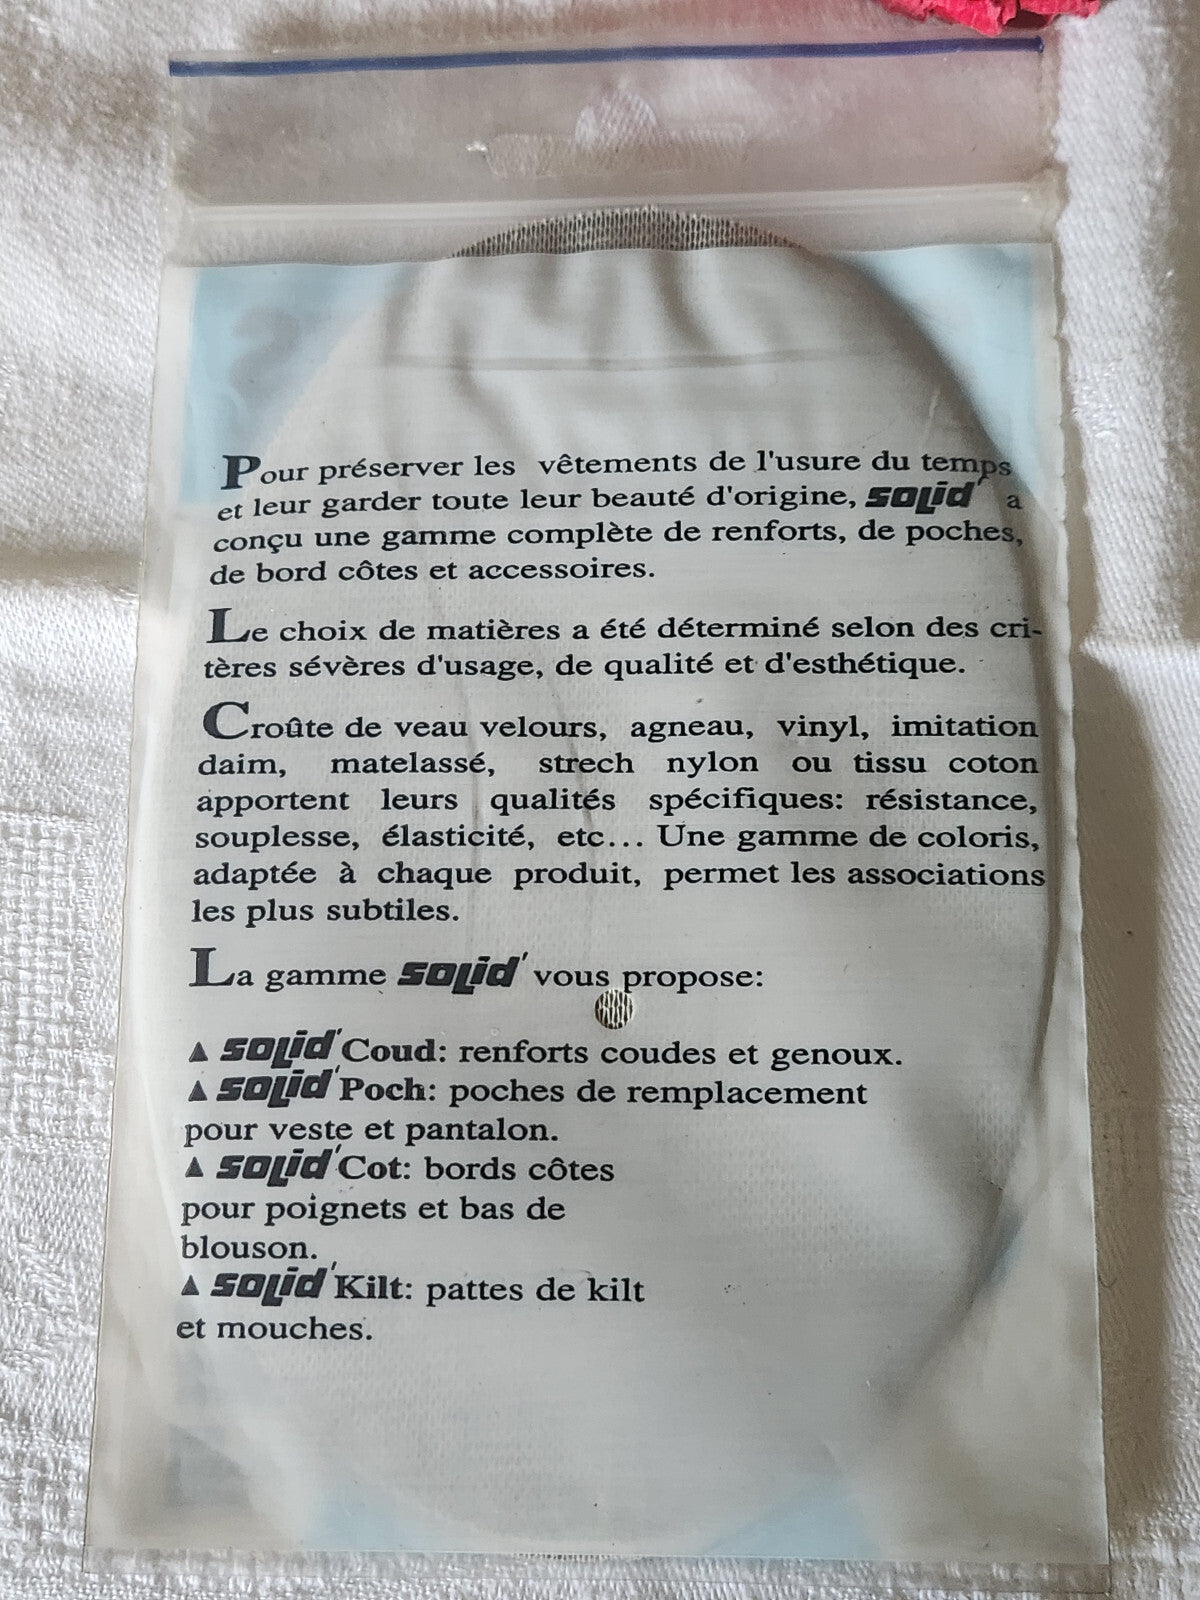 Pour préserver les vêtements de l'usure du temps
et leur garder toute leur beauté d'origine, SOLID' a
conçu une gamme complète de renforts, de poches,
de bord côtes et accessoires.
Le choix de matières a été déterminé selon des cri-
tères sévères d'usage, de qualité et d'esthétique.
Croûte de veau velours, agneau, vinyl, imitation
daim, matelassé, strech nylon ou tissu coton
apportent leurs qualités spécifiques: résistance,
souplesse, élasticité, etc... Une gamme de coloris,
adaptée à chaque produit, permet les associations
les plus subtiles.
La gamme SOLID' vous propose:
▲ SOLID' Coud: renforts coudes et genoux.
▲ SOLID' Poch: poches de remplacement
pour veste et pantalon.
▲ SOLID' Cot: bords côtes
pour poignets et bas de
blouson.
▲ SOLID' Kilt: pattes de kilt
et mouches.